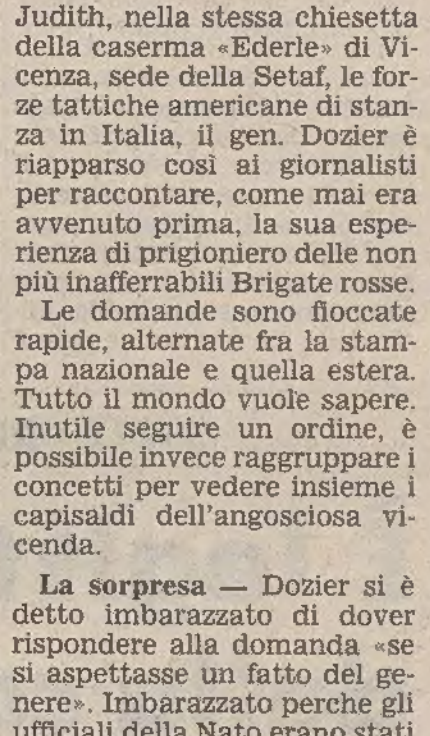 Judith, nella stessa chiesetta
della caserma «Ederle» di Vi-
cenza, sede della Setaf, le for-
ze tattiche americane di stan-
za in Italia, il gen. Dozier è
riapparso così ai giornalisti
per raccontare, come mai era
avvenuto prima, la sua espe-
rienza di prigioniero delle non
più inafferrabili Brigate rosse.
Le domande sono fioccate
rapide, alternate fra la stam-
pa nazionale e quella estera.
Tutto il mondo vuole sapere.
Inutile seguire un ordine, è
possibile invece raggruppare i
concetti per vedere insieme i
capisaldi dell'angosciosa vi-
cenda.
La sorpresa — Dozier si è
detto imbarazzato di dover
rispondere alla domanda «se
si aspettasse un fatto del ge-
nere». Imbarazzato perche gli
ufficiali della Nato erano stati